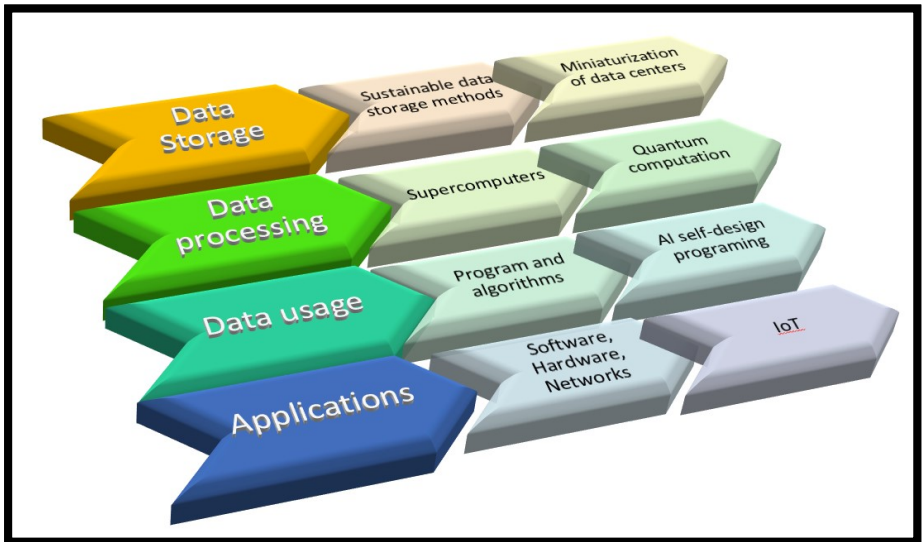 Data
Storage
Sustainable data
storage methods
Miniaturization
of data centers
Data
processing
Supercomputers
Quantum
computation
Data usage
Program and
algorithms
AI self-design
programing
Applications
Software,
Hardware,
Networks
IoT